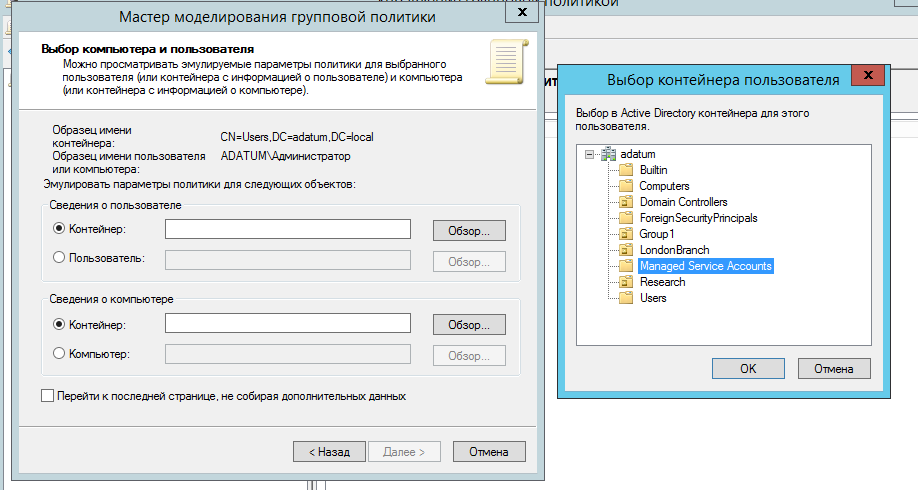 политикой
Мастер моделирования групповой политики
x
Выбор компьютера и пользователя
Можно просматривать эмулируемые параметры политики для выбранного
пользователя (или контейнера с информацией о пользователе) и компьютера
(или контейнера с информацией о компьютере).
Образец имени
контейнера:
CN=Users,DC=adatum,DC=local
Образец имени пользователя
или компьютера:
ADATUM\Администратор
Эмулировать параметры политики для следующих объектов:
Сведения о пользователе
Контейнер:
Обзор...
Пользователь:
Обзор...
Сведения о компьютере
Контейнер:
Обзор...
Компьютер:
Обзор...
Перейти к последней странице, не собирая дополнительных данных
< Назад
Далее >
Отмена
Выбор контейнера пользователя
x
Выбор в Active Directory контейнера для этого
пользователя.
adatum
Builtin
Computers
Domain Controllers
ForeignSecurityPrincipals
Group1
LondonBranch
Managed Service Accounts
Research
Users
OK
Отмена